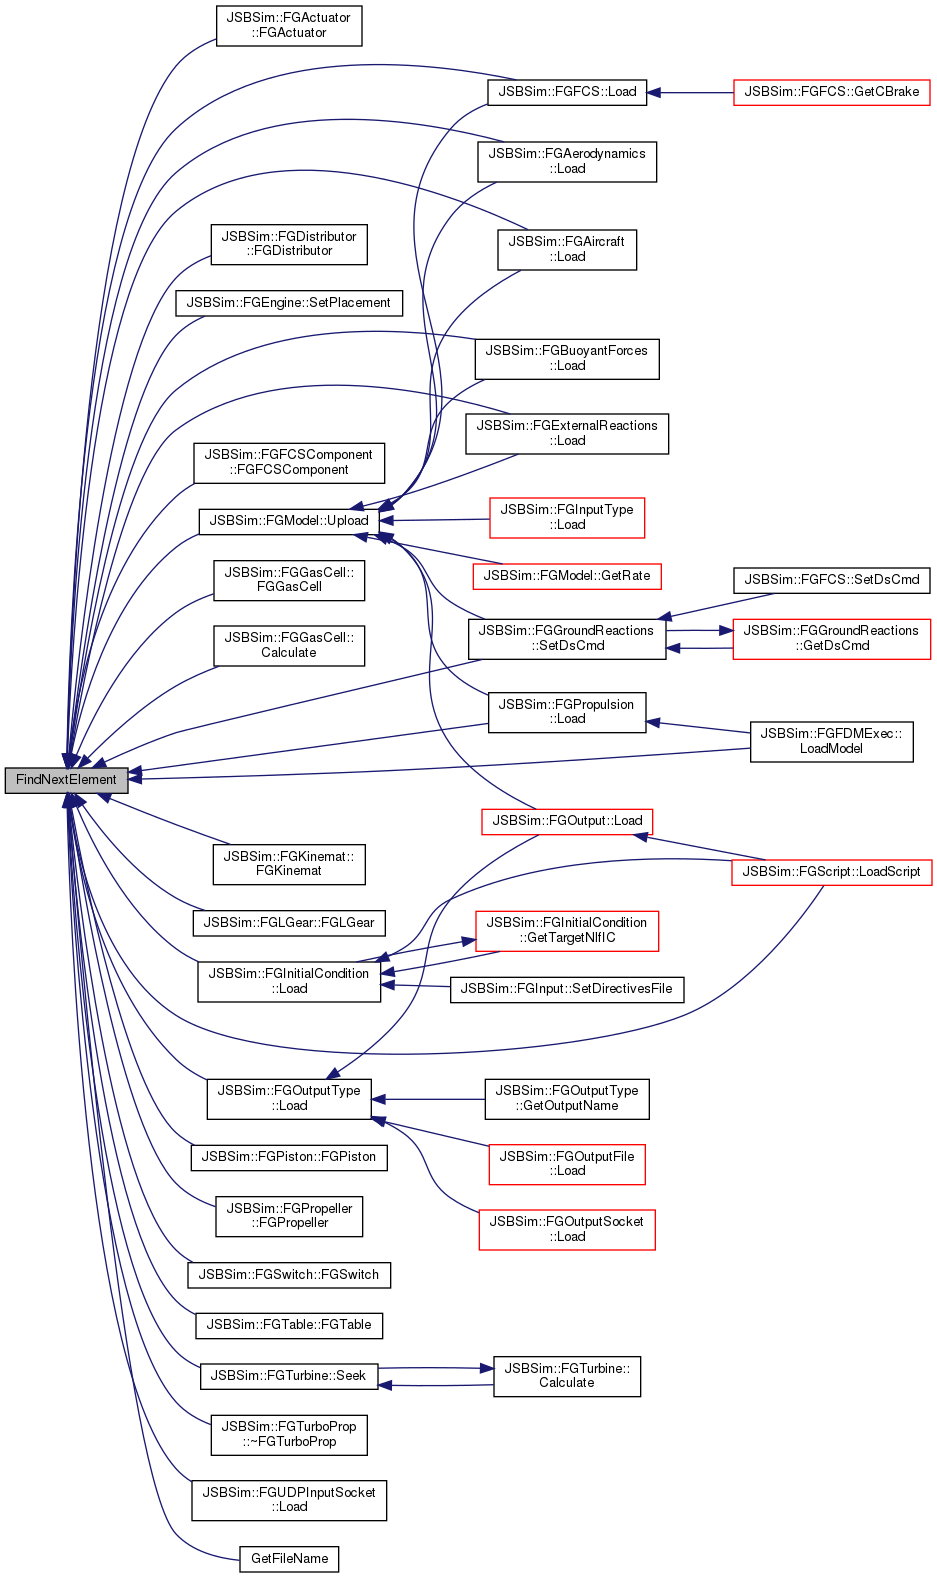 JSBSim::FGActuator
::FGActuator
JSBSim::FGFCS::Load
JSBSim::FGFCS::GetCBrake
JSBSim::FGAerodynamics
::Load
JSBSim::FGDistributor
::FGDistributor
JSBSim::FGAircraft
::Load
JSBSim::FGEngine::SetPlacement
JSBSim::FGBuoyantForces
::Load
JSBSim::FGExternalReactions
::Load
JSBSim::FGFCSComponent
::FGFCSComponent
JSBSim::FGModel::Upload
JSBSim::FGInputType
::Load
JSBSim::FGGasCell::
FGGasCell
JSBSim::FGModel::GetRate
JSBSim::FGFCS::SetDsCmd
JSBSim::FGGasCell::
Calculate
JSBSim::FGGroundReactions
::SetDsCmd
JSBSim::FGGroundReactions
::GetDsCmd
JSBSim::FGPropulsion
::Load
JSBSim::FGFDMExec::
LoadModel
FindNextElement
JSBSim::FGOutput::Load
JSBSim::FGKinemat::
FGKinemat
JSBSim::FGScript::LoadScript
JSBSim::FGLGear::FGLGear
JSBSim::FGInitialCondition
::GetTargetNlfIC
JSBSim::FGInitialCondition
::Load
JSBSim::FGInput::SetDirectivesFile
JSBSim::FGOutputType
::Load
JSBSim::FGOutputType
::GetOutputName
JSBSim::FGPiston::FGPiston
JSBSim::FGOutputFile
::Load
JSBSim::FGPropeller
::FGPropeller
JSBSim::FGOutputSocket
::Load
JSBSim::FGSwitch::FGSwitch
JSBSim::FGTable::FGTable
JSBSim::FGTurbine::Seek
JSBSim::FGTurbine::
Calculate
JSBSim::FGTurboProp
::~FGTurboProp
JSBSim::FGUDPInputSocket
::Load
GetFileName